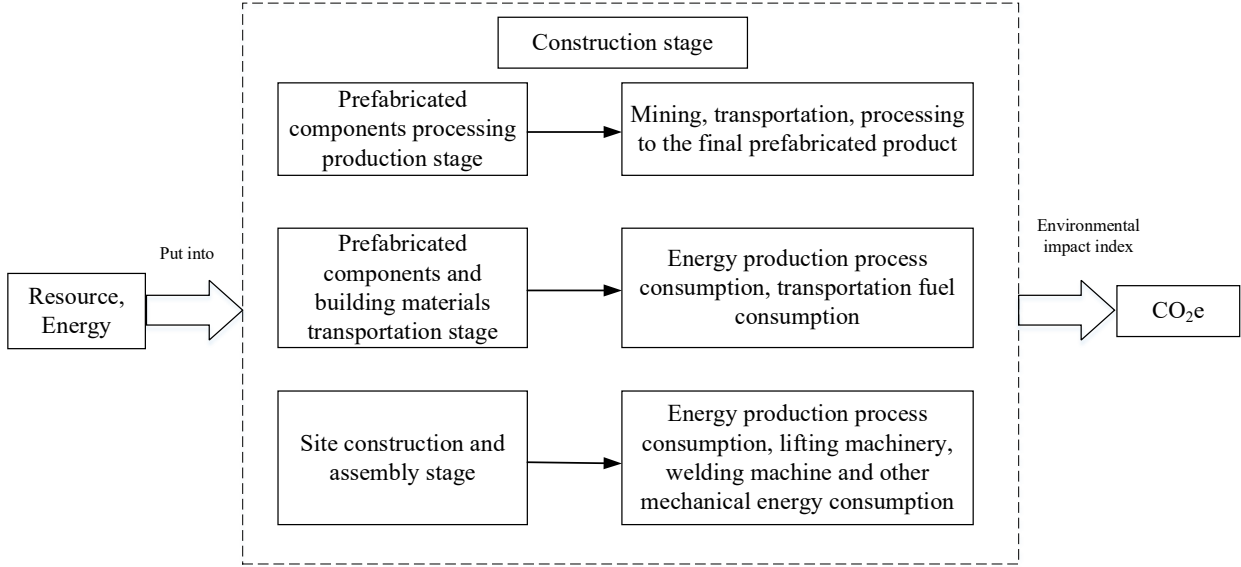 Construction stage
Prefabricated
components processing
production stage
Mining, transportation, processing
to the final prefabricated product
Put into
Resource,
Energy
Prefabricated
components and
building materials
transportation stage
Energy production process
consumption, transportation fuel
consumption
Environmental
impact index
CO₂e
Site construction and
assembly stage
Energy production process
consumption, lifting machinery,
welding machine and other
mechanical energy consumption